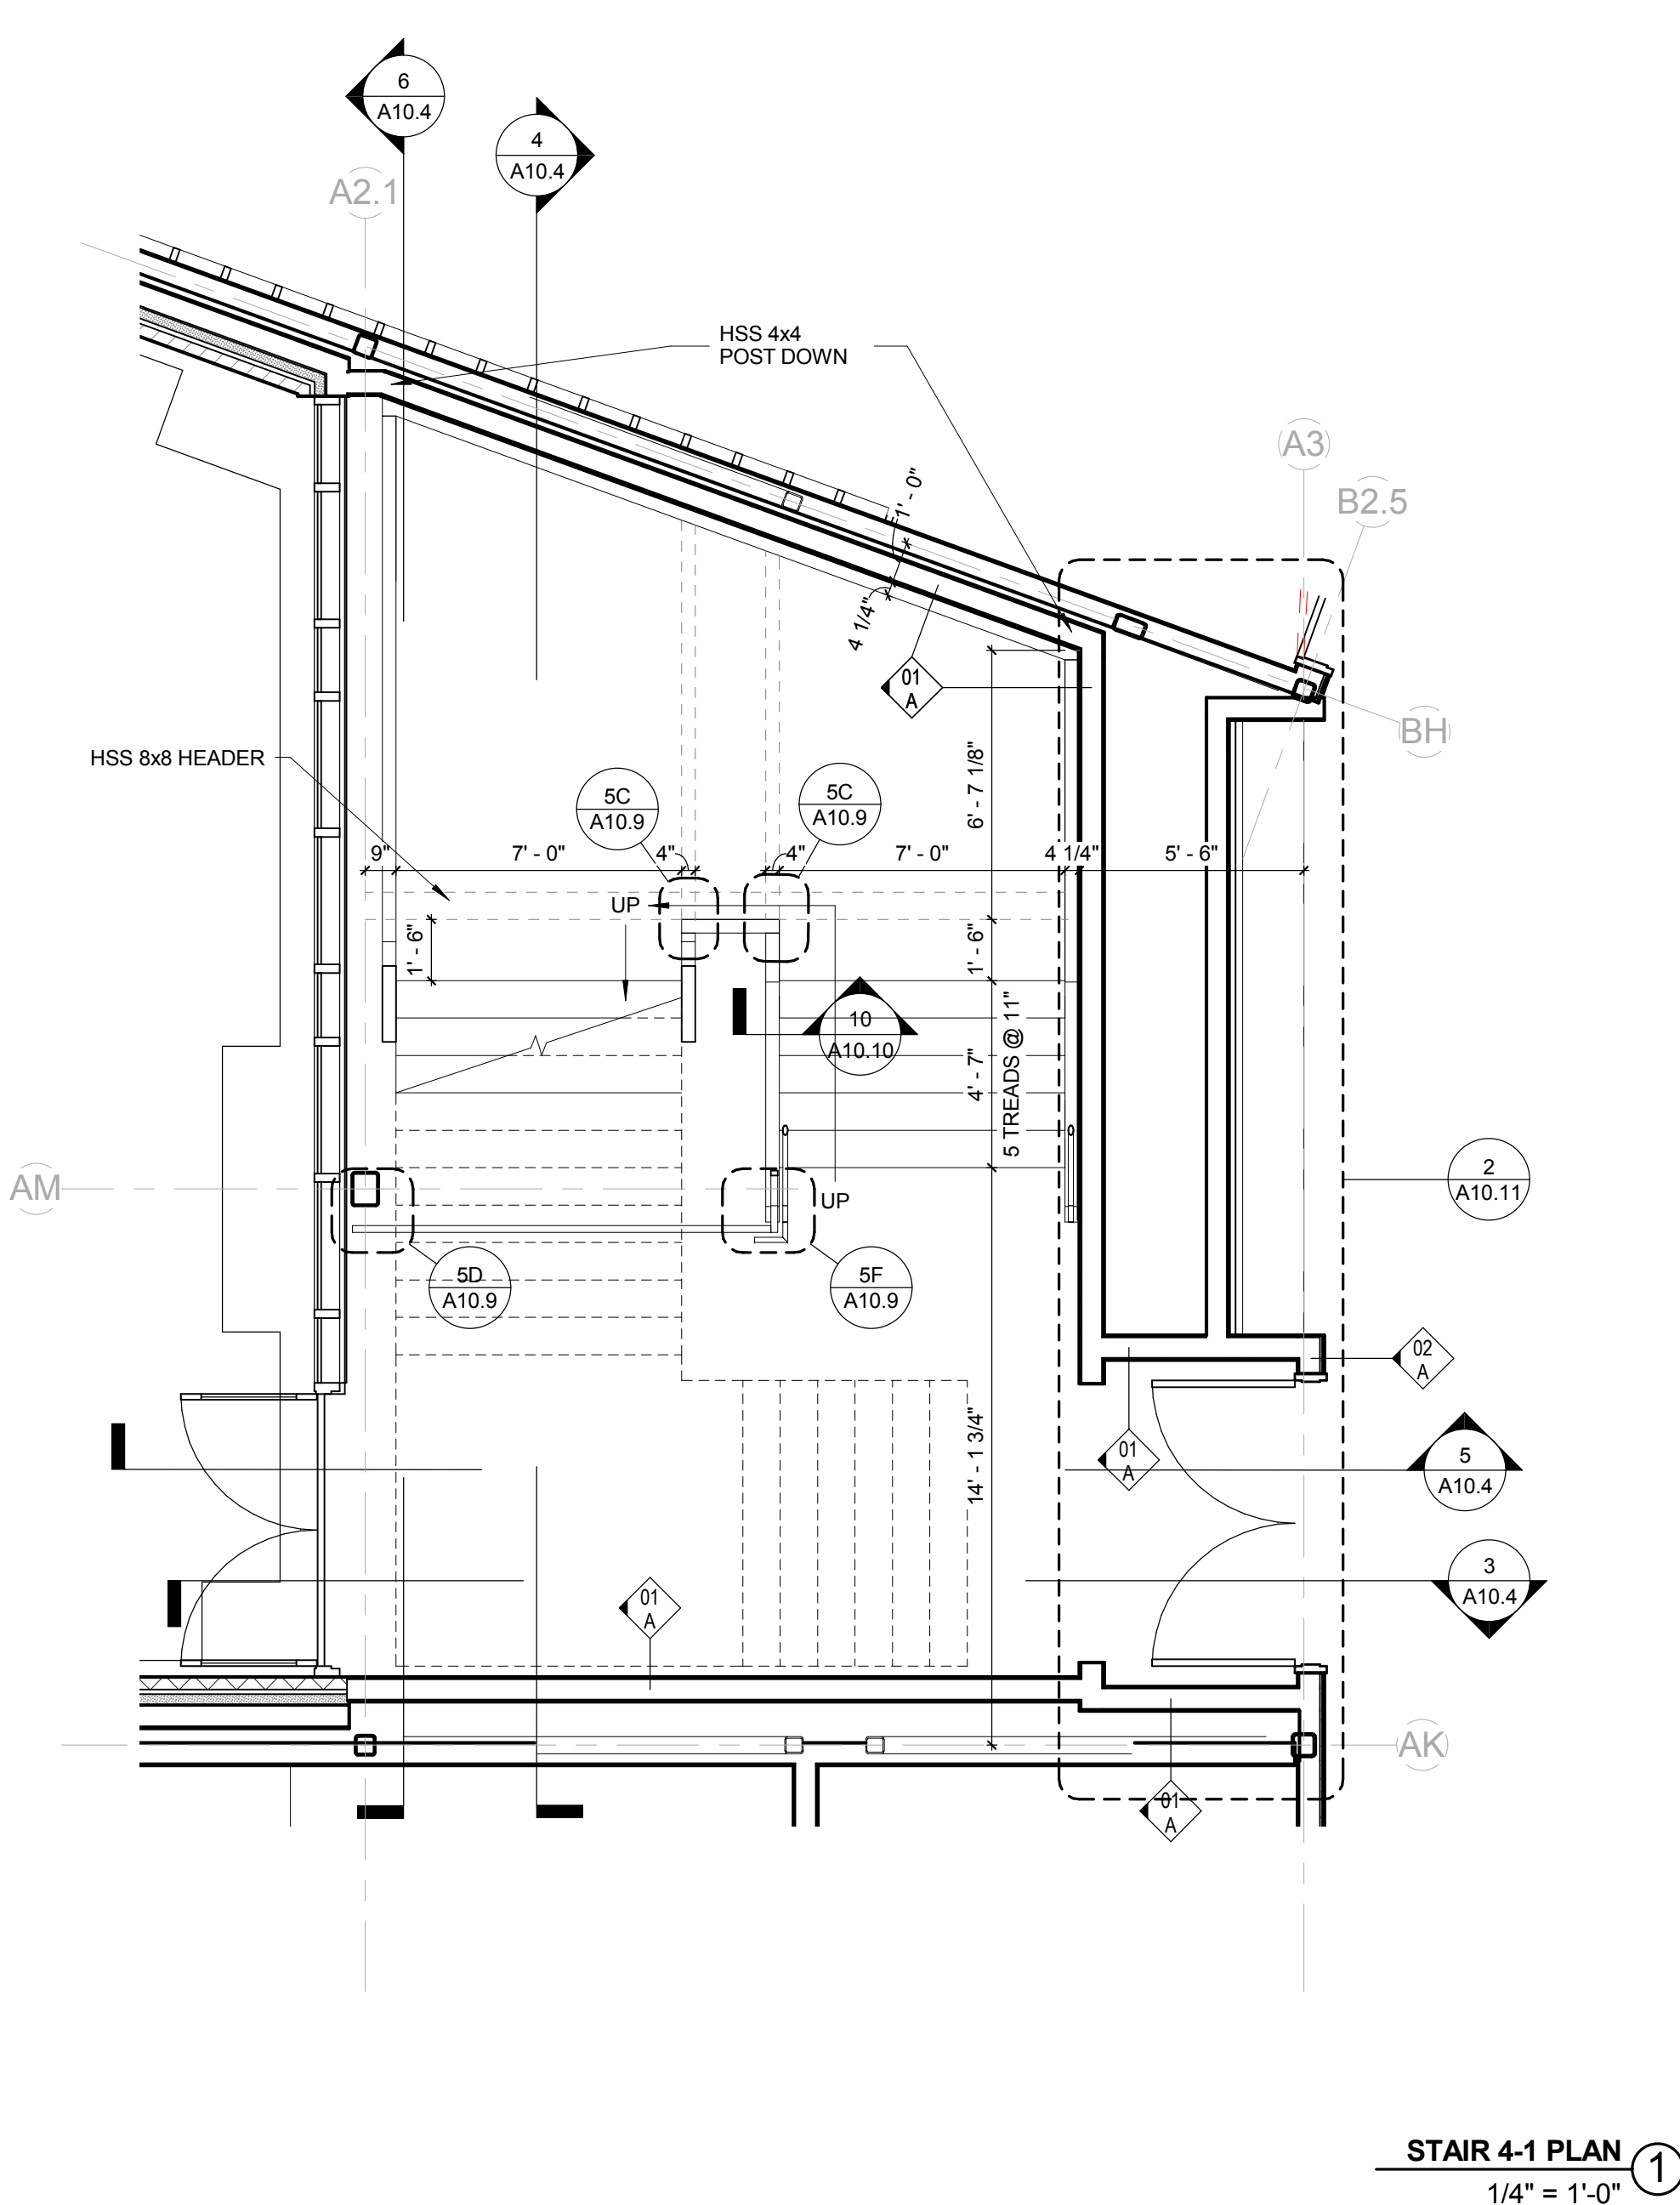 6
A10.4
4
A10.4
A2.1
HSS 4x4
POST DOWN
A3
B2.5
1' - 0"
4 1/4"
01
A
BH
HSS 8x8 HEADER
6' - 7 1/8"
5C
A10.9
5C
A10.9
9"
7' - 0"
4"
4"
7' - 0"
4 1/4"
5' - 6"
UP
1' - 6"
1' - 6"
10
A10.10
4' - 7"
5 TREADS @ 11"
2
A10.11
AM
UP
5D
A10.9
5F
A10.9
02
A
14' - 1 3/4"
01
A
5
A10.4
3
A10.4
01
A
AK
01
A
STAIR 4-1 PLAN
1
1/4" = 1'-0"